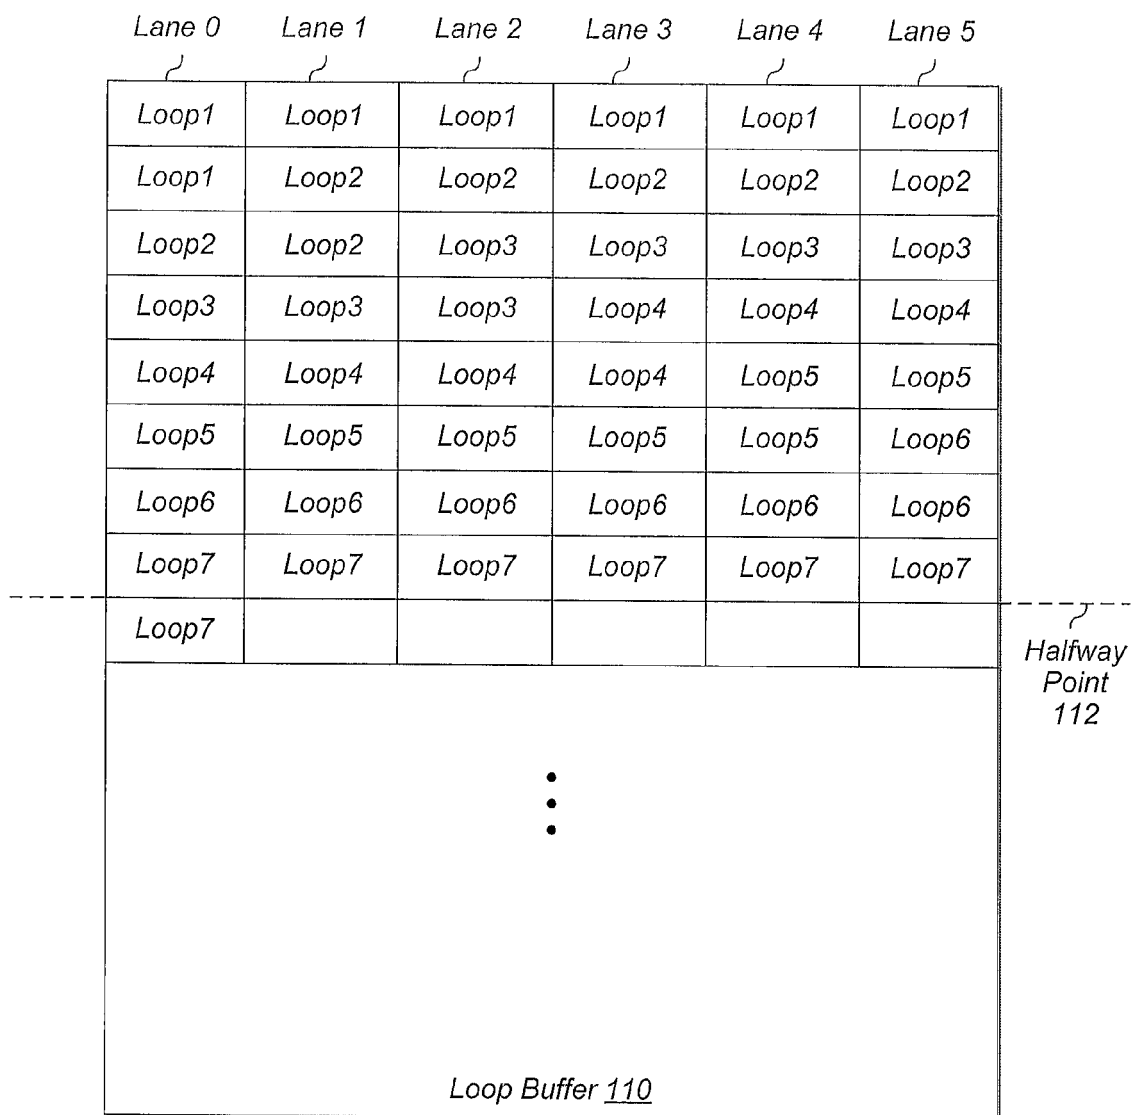 Lane 0 Lane 1 Lane 2 Lane 3 Lane 4 Lane 5
Loop1 Loop1 Loop1 Loop1 Loop1 Loop1
Loop1 Loop2 Loop2 Loop2 Loop2 Loop2
Loop2 Loop2 Loop3 Loop3 Loop3 Loop3
Loop3 Loop3 Loop3 Loop4 Loop4 Loop4
Loop4 Loop4 Loop4 Loop4 Loop5 Loop5
Loop5 Loop5 Loop5 Loop5 Loop5 Loop6
Loop6 Loop6 Loop6 Loop6 Loop6 Loop6
Loop7 Loop7 Loop7 Loop7 Loop7 Loop7
Loop7
Halfway
Point
112
Loop Buffer 110